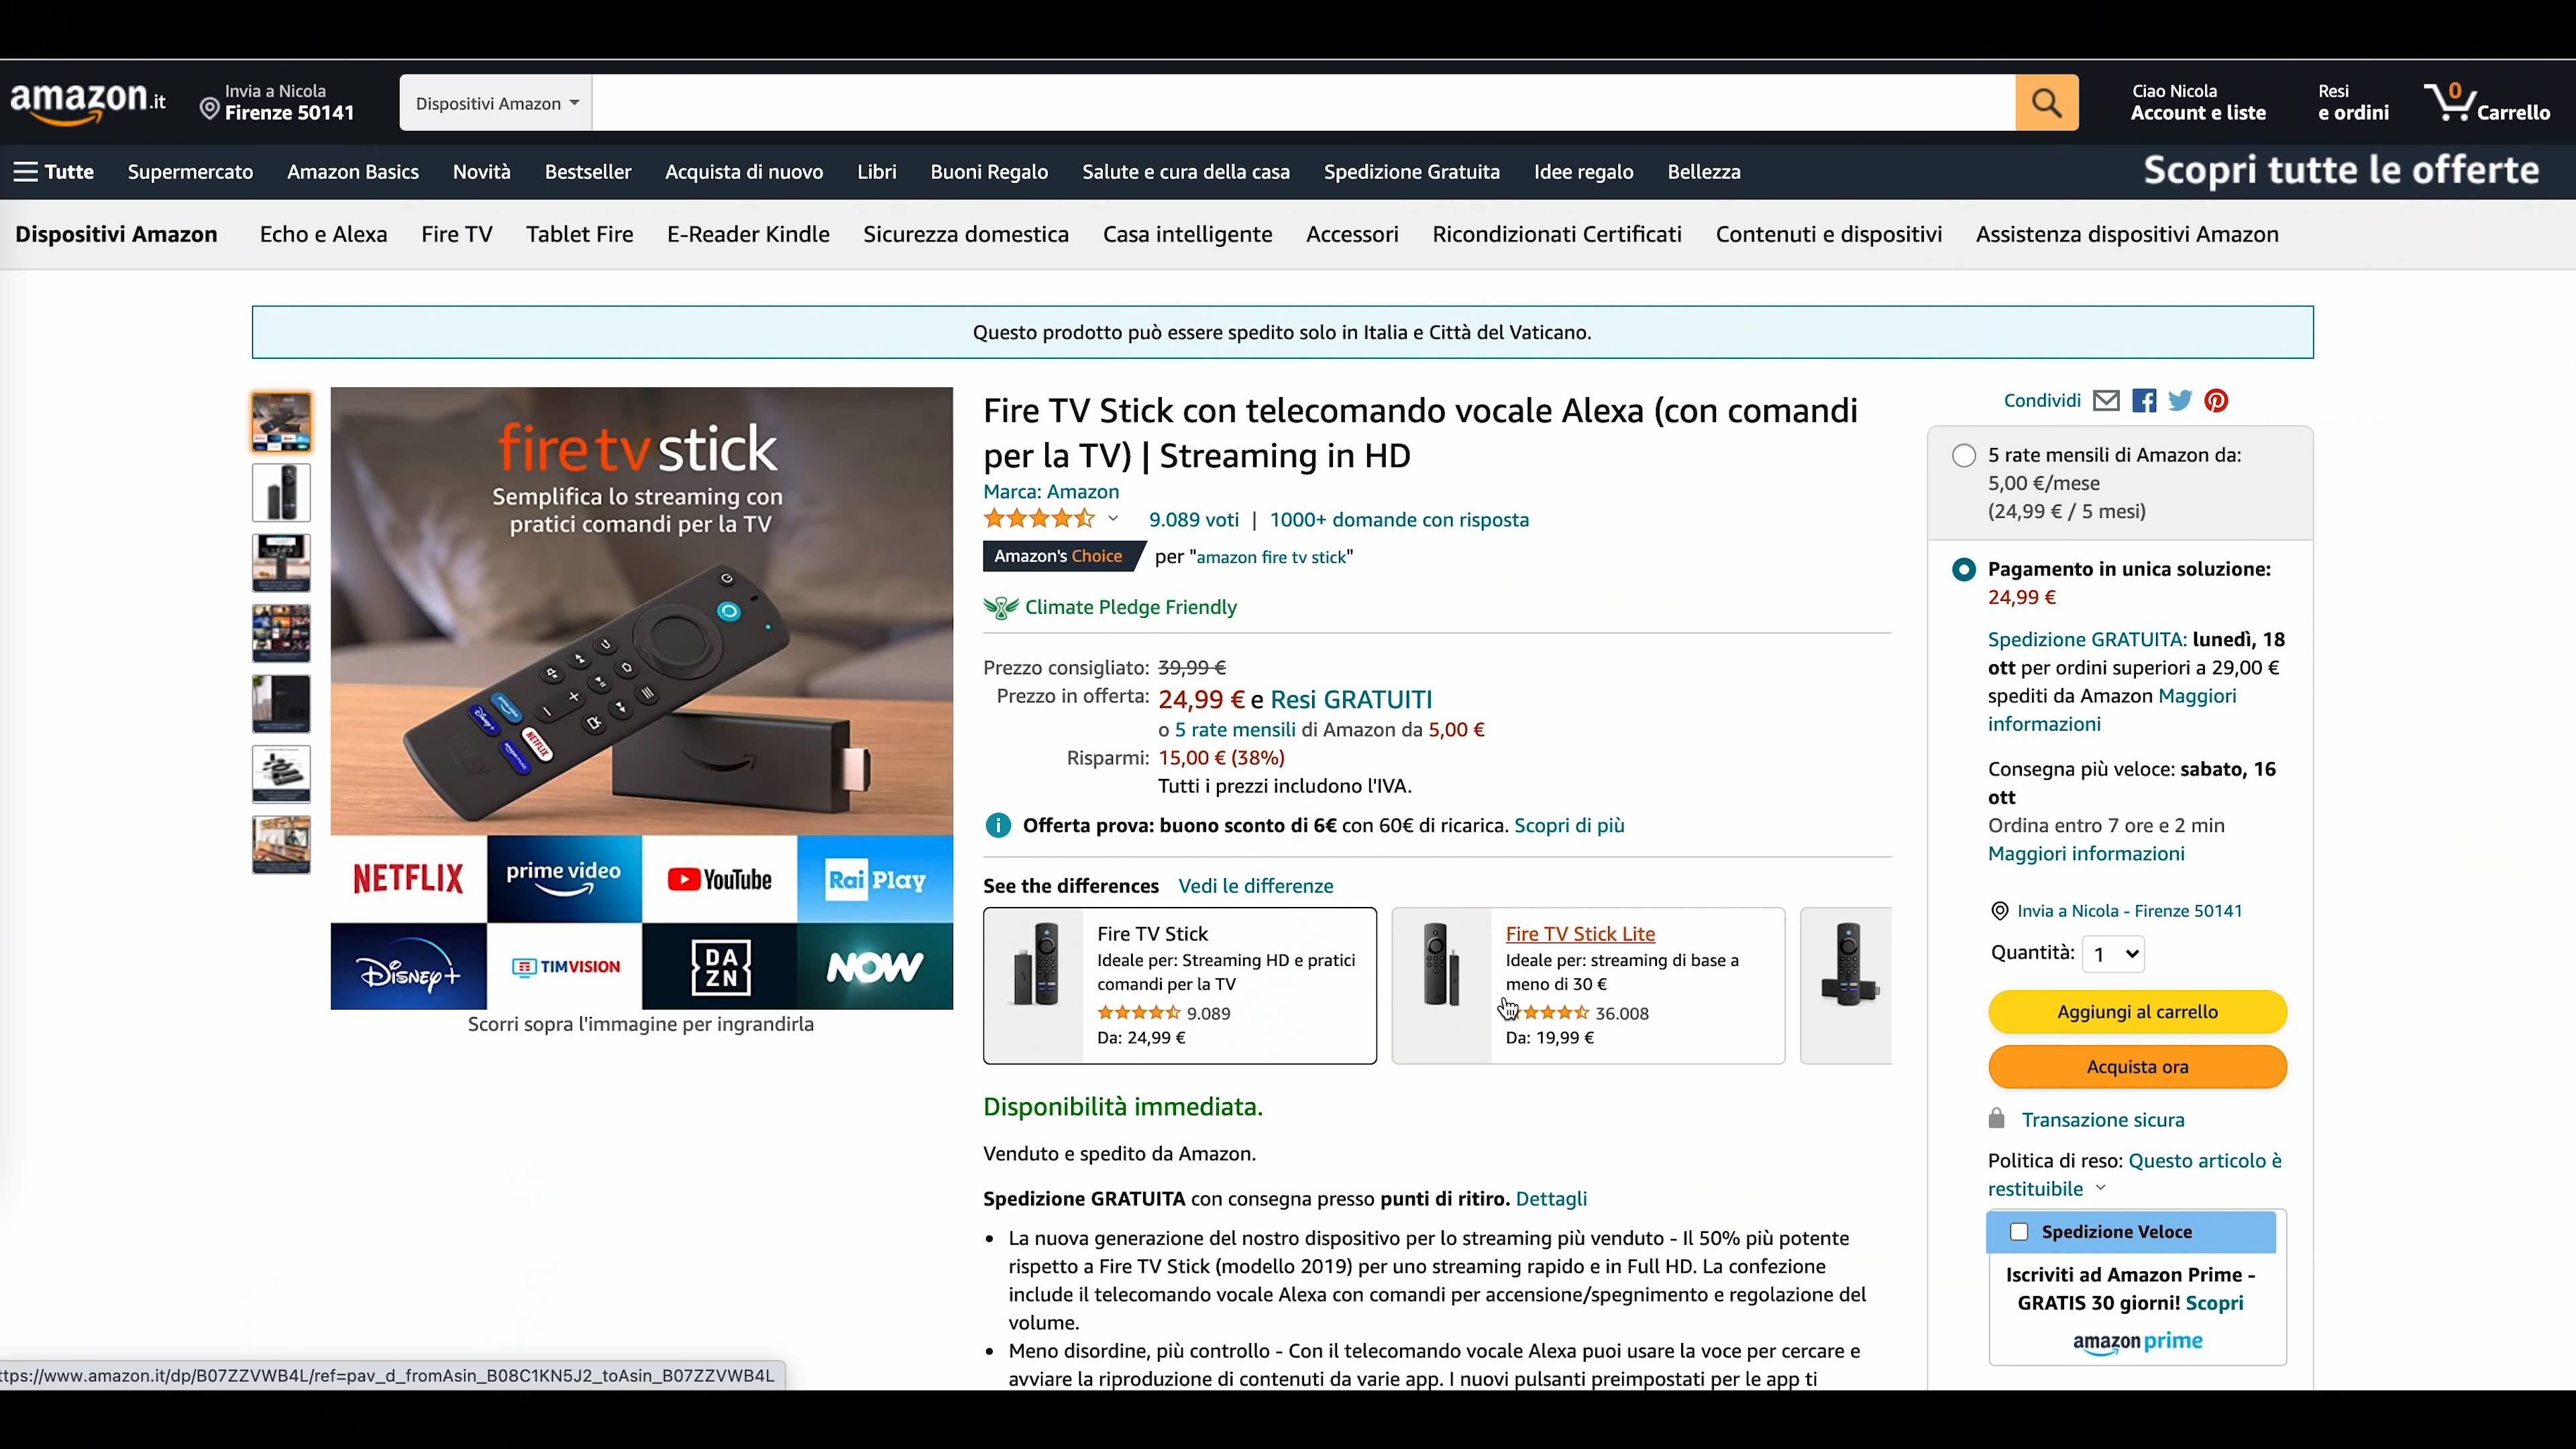 amazon.it
Invia a Nicola
Firenze 50141
Dispositivi Amazon
Ciao Nicola
Account e liste
Resi
e ordini
0
Carrello
Tutte
Supermercato
Amazon Basics
Novità
Bestseller
Acquista di nuovo
Libri
Buoni Regalo
Salute e cura della casa
Spedizione Gratuita
Idee regalo
Bellezza
Scopri tutte le offerte
Dispositivi Amazon
Echo e Alexa
Fire TV
Tablet Fire
E-Reader Kindle
Sicurezza domestica
Casa intelligente
Accessori
Ricondizionati Certificati
Contenuti e dispositivi
Assistenza dispositivi Amazon
Questo prodotto può essere spedito solo in Italia e Città del Vaticano.
fire tv stick
Semplifica lo streaming con
pratici comandi per la TV
prime video
Disney+
NETFLIX
amazon music
NETFLIX
prime video
YouTube
Rai Play
Disney+
TIMVISION
DAZN
NOW
Scorri sopra l'immagine per ingrandirla
Fire TV Stick con telecomando vocale Alexa (con comandi
per la TV) | Streaming in HD
Marca: Amazon
9.089 voti | 1000+ domande con risposta
Amazon's Choice per "amazon fire tv stick"
Climate Pledge Friendly
Prezzo consigliato: 39,99 €
Prezzo in offerta: 24,99 € e Resi GRATUITI
o 5 rate mensili di Amazon da 5,00 €
Risparmi: 15,00 € (38%)
Tutti i prezzi includono l'IVA.
i Offerta prova: buono sconto di 6€ con 60€ di ricarica. Scopri di più
See the differences Vedi le differenze
Fire TV Stick
Ideale per: Streaming HD e pratici
comandi per la TV
9.089
Da: 24,99 €
Fire TV Stick Lite
Ideale per: streaming di base a
meno di 30 €
36.008
Da: 19,99 €
Disponibilità immediata.
Venduto e spedito da Amazon.
Spedizione GRATUITA con consegna presso punti di ritiro. Dettagli
• La nuova generazione del nostro dispositivo per lo streaming più venduto - Il 50% più potente
rispetto a Fire TV Stick (modello 2019) per uno streaming rapido e in Full HD. La confezione
include il telecomando vocale Alexa con comandi per accensione/spegnimento e regolazione del
volume.
• Meno disordine, più controllo - Con il telecomando vocale Alexa puoi usare la voce per cercare e
avviare la riproduzione di contenuti da varie app. I nuovi pulsanti preimpostati per le app ti
Condividi
5 rate mensili di Amazon da:
5,00 €/mese
(24,99 € / 5 mesi)
Pagamento in unica soluzione:
24,99 €
Spedizione GRATUITA: lunedì, 18
ott per ordini superiori a 29,00 €
spediti da Amazon Maggiori
informazioni
Consegna più veloce: sabato, 16
ott
Ordina entro 7 ore e 2 min
Maggiori informazioni
Invia a Nicola - Firenze 50141
Quantità: 1
Aggiungi al carrello
Acquista ora
Transazione sicura
Politica di reso: Questo articolo è
restituibile
Spedizione Veloce
Iscriviti ad Amazon Prime -
GRATIS 30 giorni! Scopri
amazon prime
ttps://www.amazon.it/dp/B07ZZVWB4L/ref=pav_d_fromAsin_B08C1KN5J2_toAsin_B07ZZVWB4L